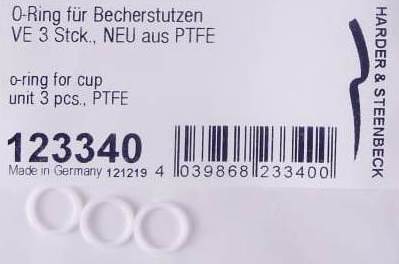 O-Ring für Becherstutzen
VE 3 Stck., NEU aus PTFE
o-ring for cup
unit 3 pcs., PTFE
123340
Made in Germany 121219
4 039868 233400
HARDER & STEENBECK